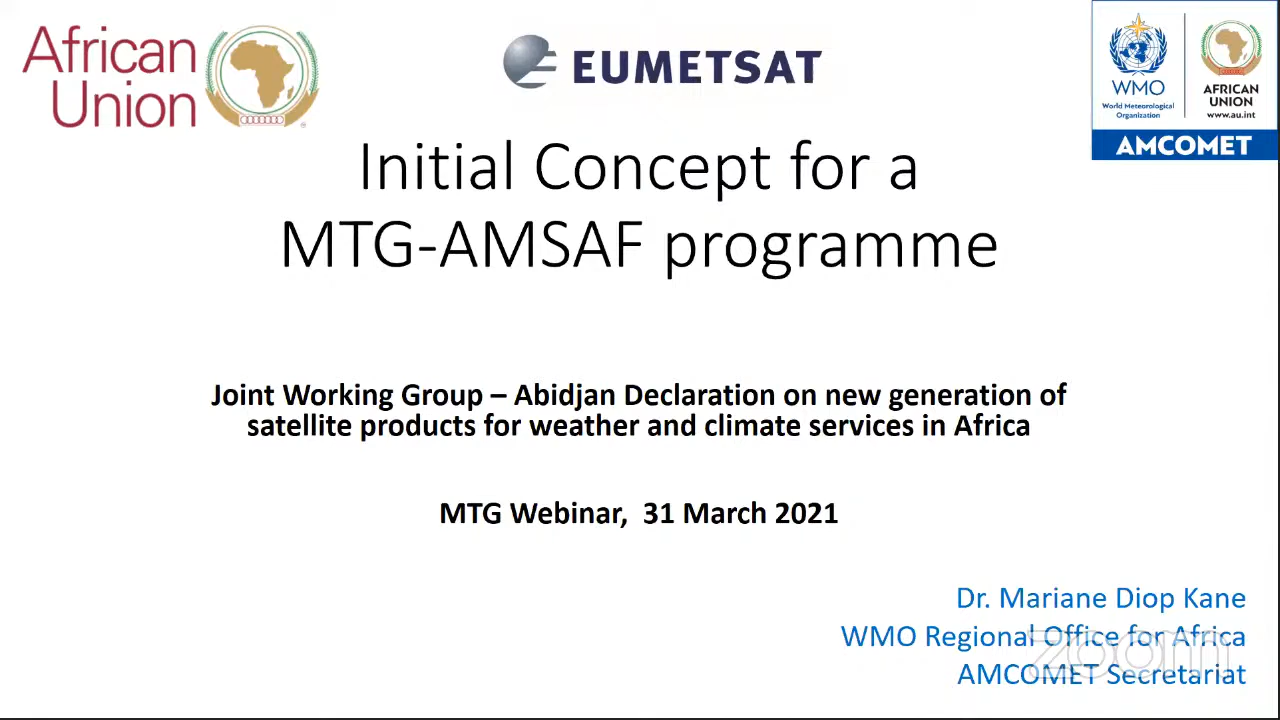 African
Union
EUMETSAT
WMO
World Meteorological
Organization
AFRICAN
UNION
www.au.int
AMCOMET
Initial Concept for a
MTG-AMSAF programme
Joint Working Group – Abidjan Declaration on new generation of
satellite products for weather and climate services in Africa
MTG Webinar,  31 March 2021
Dr. Mariane Diop Kane
WMO Regional Office for Africa
AMCOMET Secretariat
zoom